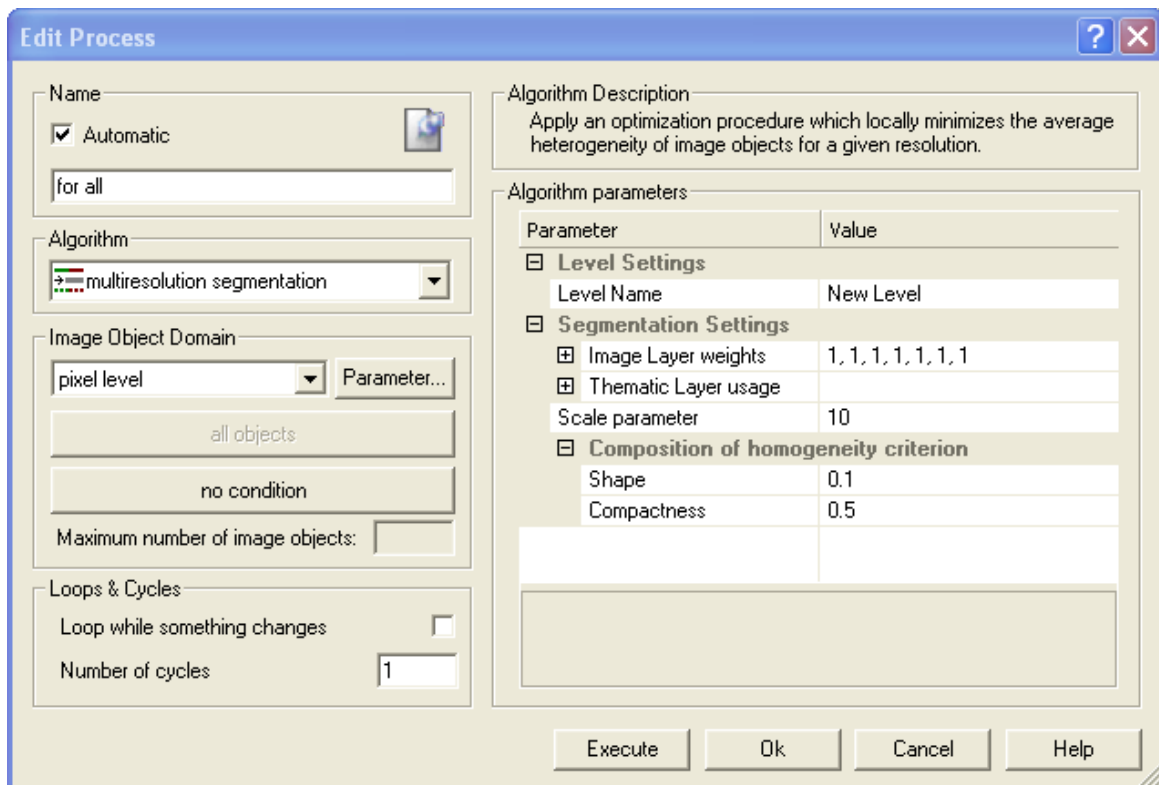 Edit Process
Name
Automatic
for all
Algorithm
multiresolution segmentation
Image Object Domain
pixel level
Parameter...
all objects
no condition
Maximum number of image objects:
Loops & Cycles
Loop while something changes
Number of cycles 1
Algorithm Description
Apply an optimization procedure which locally minimizes the average
heterogeneity of image objects for a given resolution.
Algorithm parameters
Parameter Value
Level Settings
Level Name New Level
Segmentation Settings
Image Layer weights 1, 1, 1, 1, 1, 1, 1
Thematic Layer usage
Scale parameter 10
Composition of homogeneity criterion
Shape 0.1
Compactness 0.5
Execute Ok Cancel Help